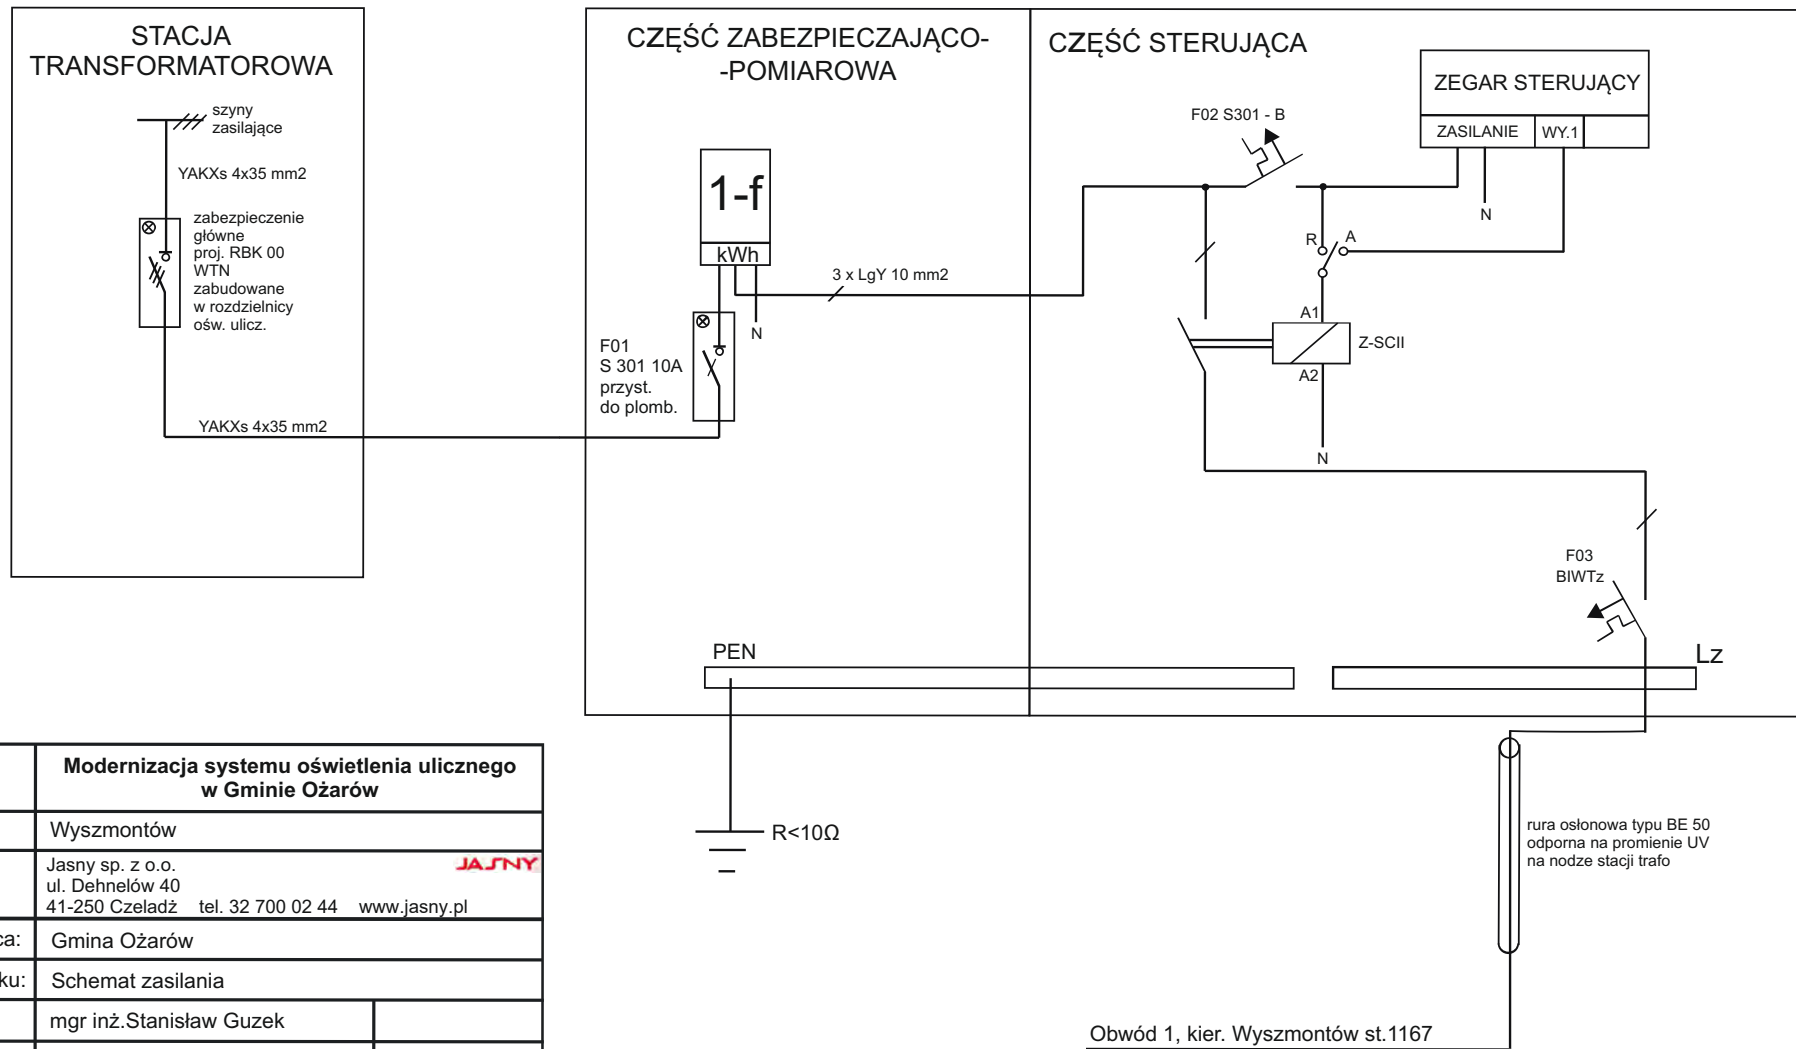 STACJA
TRANSFORMATOROWA
szyny
zasilające
YAKXs 4x35 mm2
zabezpieczenie
główne
proj. RBK 00
WTN
zabudowane
w rozdzielnicy
ośw. ulicz.
YAKXs 4x35 mm2
CZĘŚĆ ZABEZPIECZAJĄCO-
-POMIAROWA
1-f
kWh
N
F01
S 301 10A
przyst.
do plomb.
3 x LgY 10 mm2
CZĘŚĆ STERUJĄCA
F02 S301 - B
ZEGAR STERUJĄCY
ZASILANIE WY.1
N
R A
A1
Z-SCII
A2
N
F03
BIWTz
PEN
Lz
R<10Ω
rura osłonowa typu BE 50
odporna na promienie UV
na nodze stacji trafo
Obwód 1, kier. Wyszmontów st.1167
Modernizacja systemu oświetlenia ulicznego
w Gminie Ożarów
Wyszmontów
Jasny sp. z o.o.
JASNY
ul. Dehnelów 40
41-250 Czeladż tel. 32 700 02 44 www.jasny.pl
ca: Gmina Ożarów
ku: Schemat zasilania
mgr inż.Stanisław Guzek